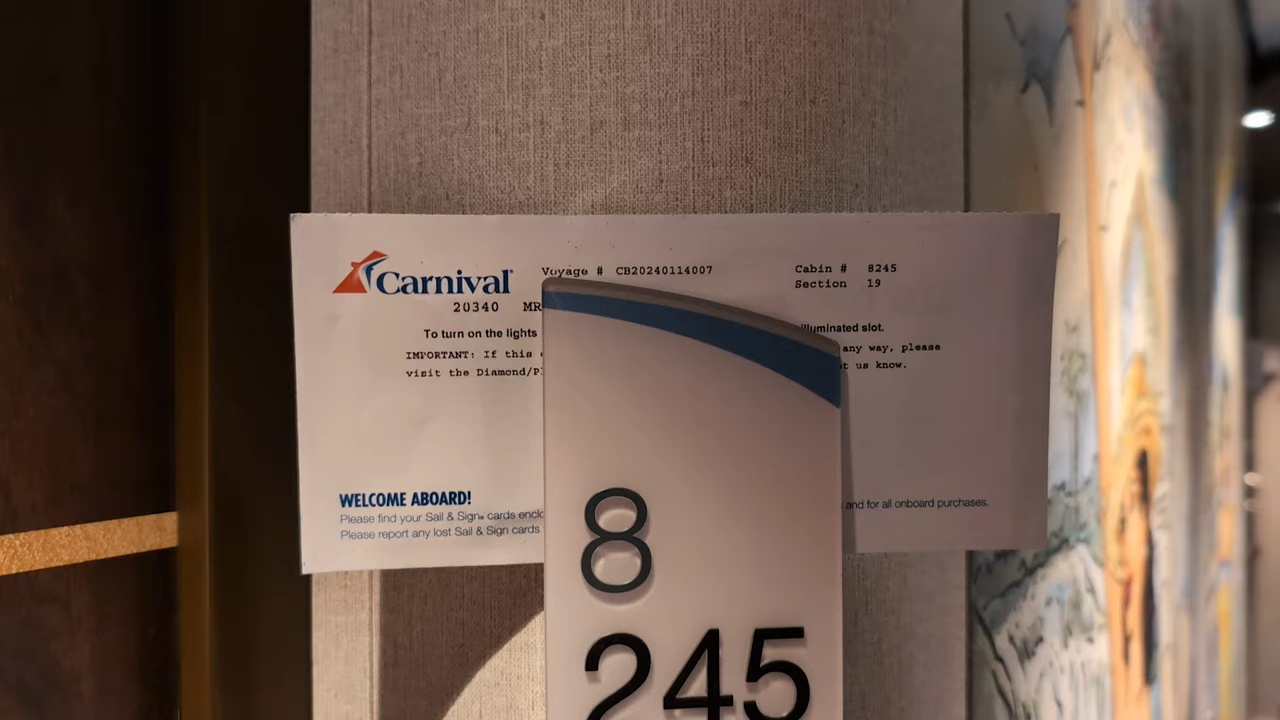 Carnival®
Voyage # CB20240114007
Cabin # 8245
Section 19
20340 MR
To turn on the lights
illuminated slot.
IMPORTANT: If this
any way, please
visit the Diamond/P
us know.
WELCOME ABOARD!
Please find your Sail & Sign® cards
and for all onboard purchases.
Please report any lost Sail & Sign cards
8
245